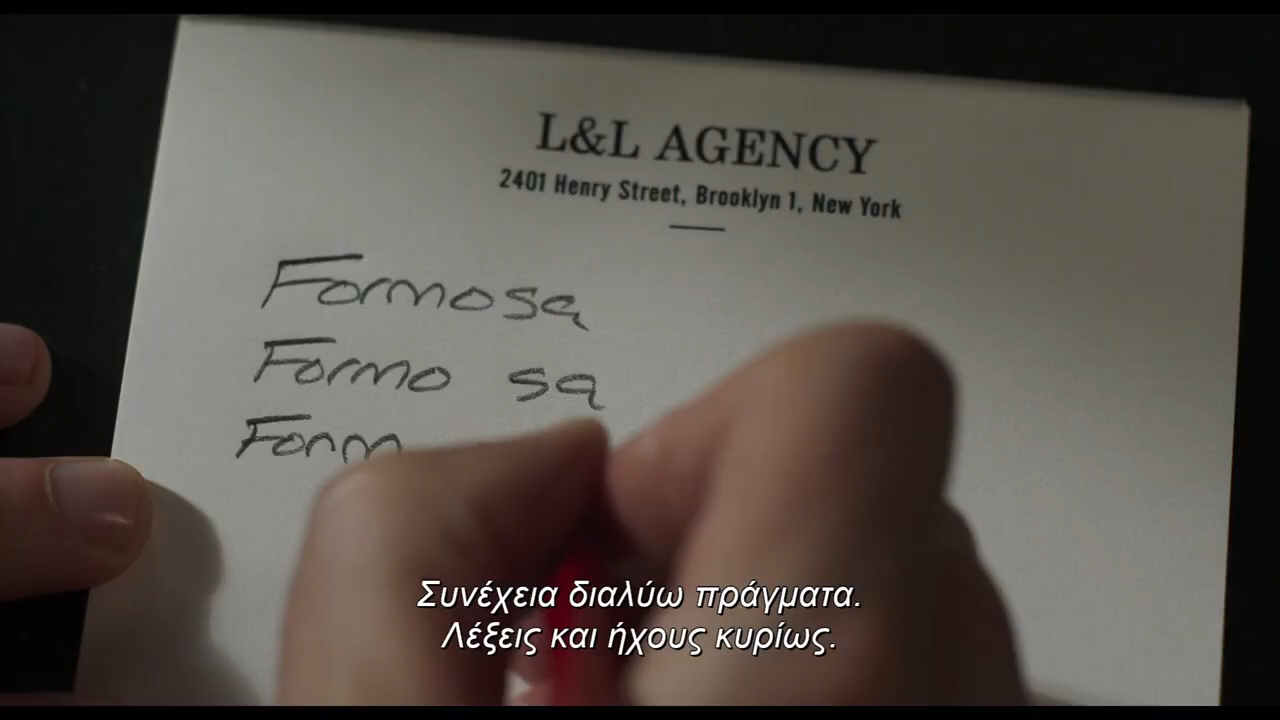 L&L AGENCY
2401 Henry Street, Brooklyn 1, New York
Formosa
Formo sa
Form
Συνέχεια διαλύω πράγματα.
Λέξεις και ήχους κυρίως.